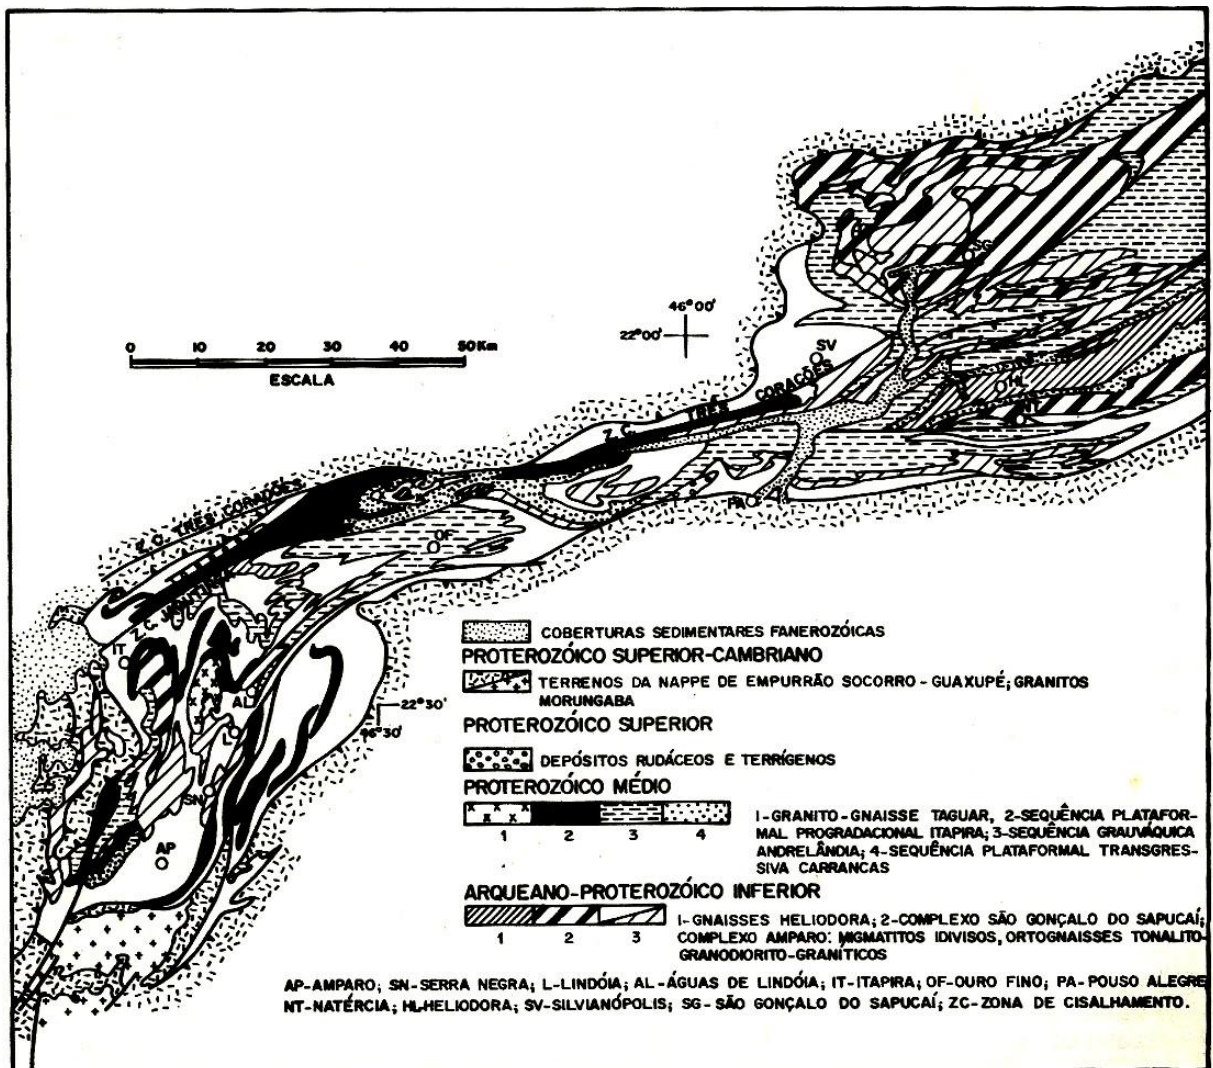 SG
46°00'
22°00'
0 10 20 30 40 50 Km
ESCALA
SV
HL
NT
Z.C. TRÊS CORAÇÕES
PA
Z.C. TRÊS CORAÇÕES
OF
Z.C. JACUTINGA
IT
AL
L
SN
AP
22°30'
46°30'
COBERTURAS SEDIMENTARES FANEROZÓICAS
PROTEROZÓICO SUPERIOR-CAMBRIANO
TERRENOS DA NAPPE DE EMPURRÃO SOCORRO - GUAXUPÉ; GRANITOS
MORUNGABA
PROTEROZÓICO SUPERIOR
DEPÓSITOS RUDÁCEOS E TERRÍGENOS
PROTEROZÓICO MÉDIO
1 2 3 4
I-GRANITO-GNAISSE TAGUAR, 2-SEQUÊNCIA PLATAFOR-
MAL PROGRADACIONAL ITAPIRA; 3-SEQUÊNCIA GRAUVÁQUICA
ANDRELÂNDIA; 4-SEQUÊNCIA PLATAFORMAL TRANSGRES-
SIVA CARRANCAS
ARQUEANO-PROTEROZÓICO INFERIOR
1 2 3
I-GNAISSES HELIODORA; 2-COMPLEXO SÃO GONÇALO DO SAPUCAÍ;
COMPLEXO AMPARO: MIGMATITOS IDIVISOS, ORTOGNAISSES TONALITO-
GRANODIORITO-GRANÍTICOS
AP-AMPARO; SN-SERRA NEGRA; L-LINDÓIA; AL-ÁGUAS DE LINDÓIA; IT-ITAPIRA; OF-OURO FINO; PA-POUSO ALEGRE
NT-NATÉRCIA; HL-HELIODORA; SV-SILVIANÓPOLIS; SG-SÃO GONÇALO DO SAPUCAÍ; ZC-ZONA DE CISALHAMENTO.